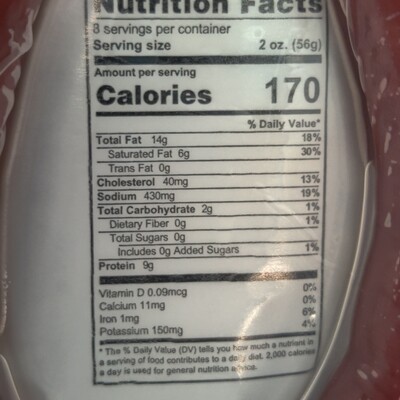 Nutrition Facts
8 servings per container
Serving size 2 oz. (56g)
Amount per serving
Calories 170
% Daily Value*
Total Fat 14g 18%
Saturated Fat 6g 30%
Trans Fat 0g
Cholesterol 40mg 13%
Sodium 430mg 19%
Total Carbohydrate 2g 1%
Dietary Fiber 0g 1%
Total Sugars 0g
Includes 0g Added Sugars 1%
Protein 9g
Vitamin D 0.09mcg 0%
Calcium 11mg 0%
Iron 1mg 6%
Potassium 150mg 4%
* The % Daily Value (DV) tells you how much a nutrient in
a serving of food contributes to a daily diet. 2,000 calories
a day is used for general nutrition advice.